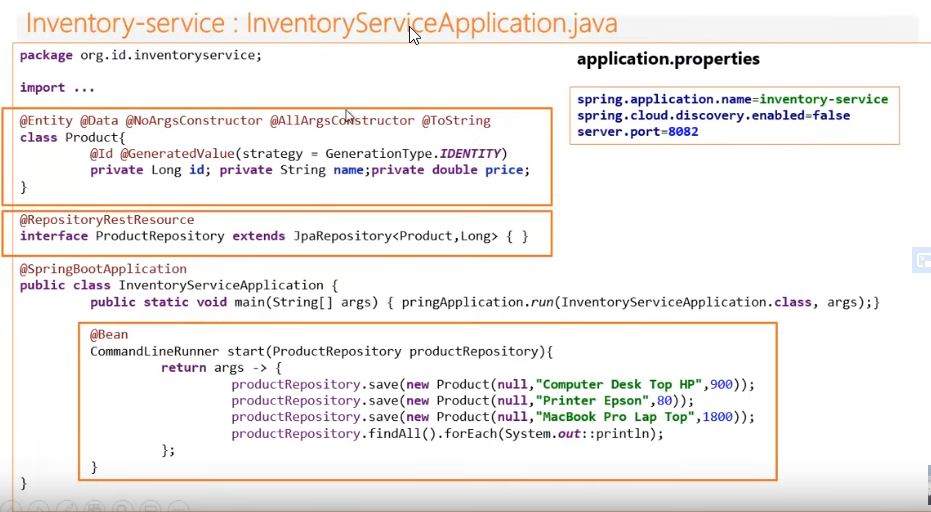 Inventory-service : InventoryServiceApplication.java
package org.id.inventoryservice;
import ...
@Entity @Data @NoArgsConstructor @AllArgsConstructor @ToString
class Product{
@Id @GeneratedValue(strategy = GenerationType.IDENTITY)
private Long id; private String name;private double price;
}
@RepositoryRestResource
interface ProductRepository extends JpaRepository<Product,Long> { }
@SpringBootApplication
public class InventoryServiceApplication {
public static void main(String[] args) { pringApplication.run(InventoryServiceApplication.class, args);}
@Bean
CommandLineRunner start(ProductRepository productRepository){
return args -> {
productRepository.save(new Product(null,"Computer Desk Top HP",900));
productRepository.save(new Product(null,"Printer Epson",80));
productRepository.save(new Product(null,"MacBook Pro Lap Top",1800));
productRepository.findAll().forEach(System.out::println);
};
}
}
application.properties
spring.application.name=inventory-service
spring.cloud.discovery.enabled=false
server.port=8082